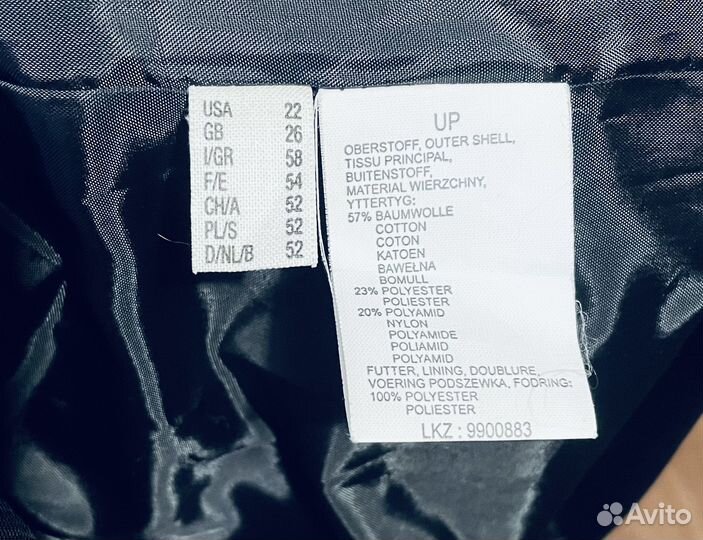 USA 22
GB 26
I/GR 58
F/E 54
CH/A 52
PL/S 52
D/NL/B 52
UP
OBERSTOFF, OUTER SHELL,
TISSU PRINCIPAL,
BUITENSTOFF,
MATERIAL WIERZCHNY,
YTTERTYG:
57% BAUMWOLLE
COTTON
COTON
KATOEN
BAWEŁNA
BOMULL
23% POLYESTER
POLIESTER
20% POLYAMID
NYLON
POLYAMIDE
POLIAMID
POLYAMID
FUTTER, LINING, DOUBLURE,
VOERING PODSZEWKA, FODRING:
100% POLYESTER
POLIESTER
LKZ : 9900883
Avito